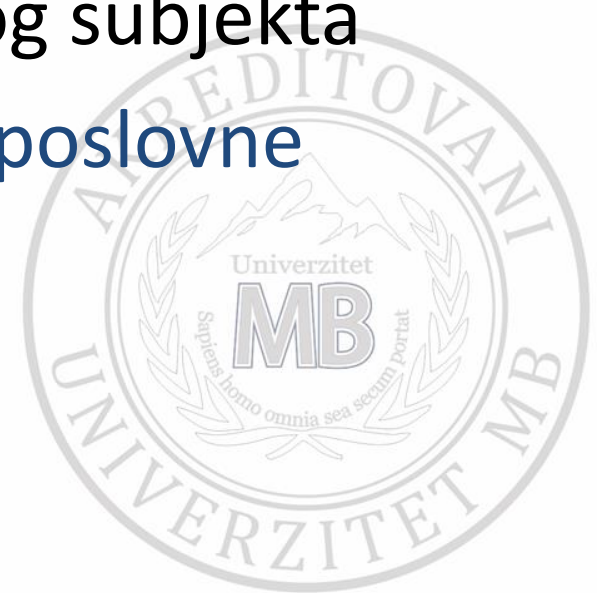 og subjekta
poslovne
AKREDITOVANI
Univerzitet
MB
Sapiens homo omnia sea secum portat
UNIVERZITET MB